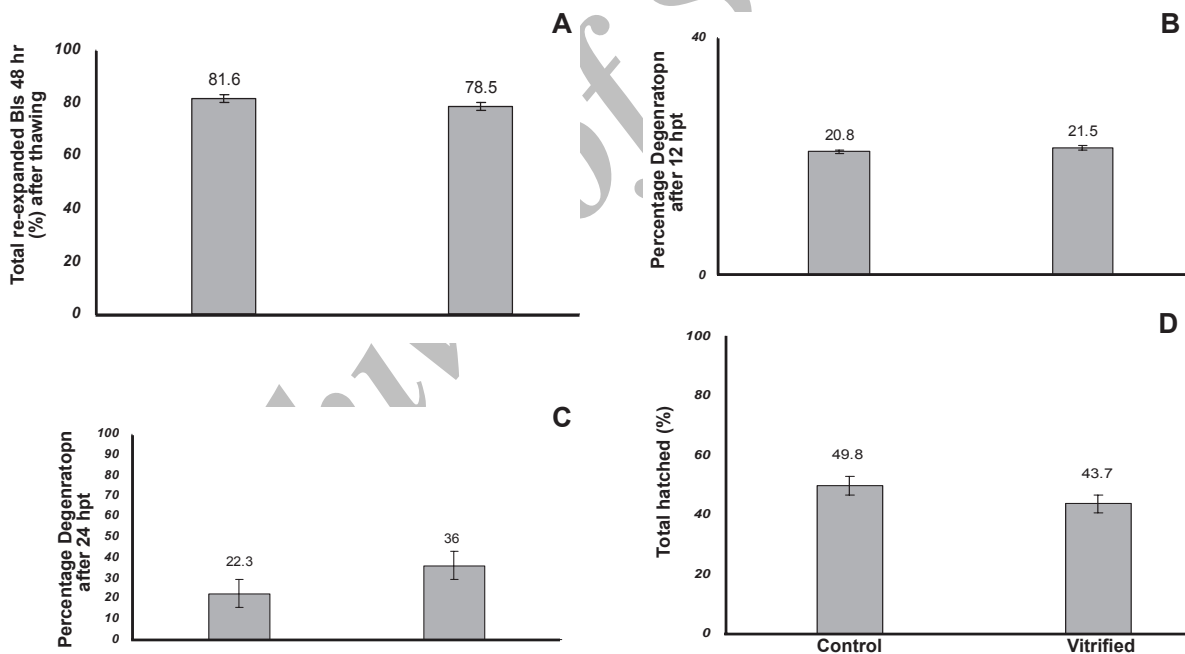 A
Total re-expanded Bls 48 hr
(%) after thawing
100
80
60
40
20
0
81.6
78.5
B
Percentage Degenratopn
after 12 hpt
40
0
20.8
21.5
C
Percentage Degenratopn
after 24 hpt
100
90
80
70
60
50
40
30
20
10
0
22.3
36
D
Total hatched (%)
100
80
60
40
20
0
49.8
43.7
Control
Vitrified